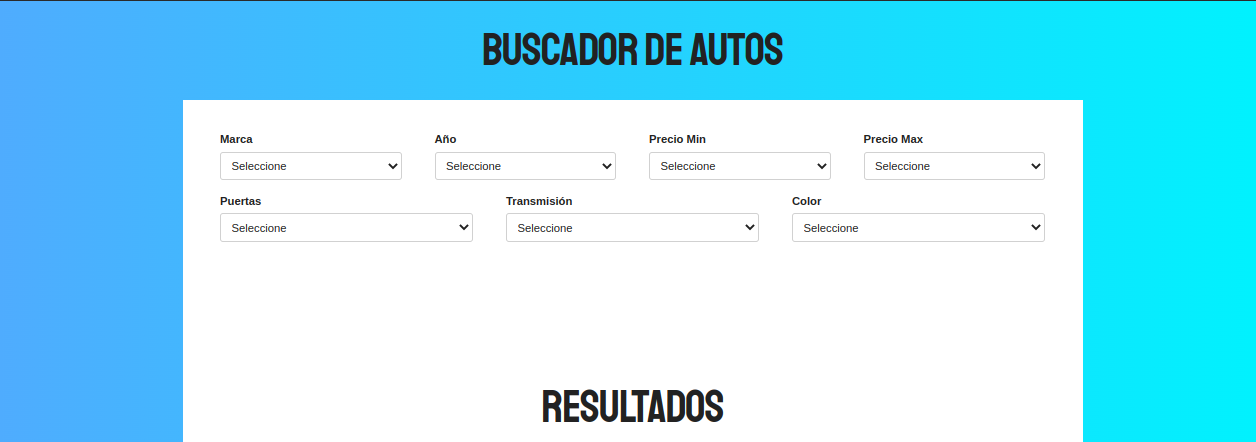 BUSCADOR DE AUTOS
Marca Año Precio Min Precio Max
Seleccione Seleccione Seleccione Seleccione
Puertas Transmisión Color
Seleccione Seleccione Seleccione
RESULTADOS